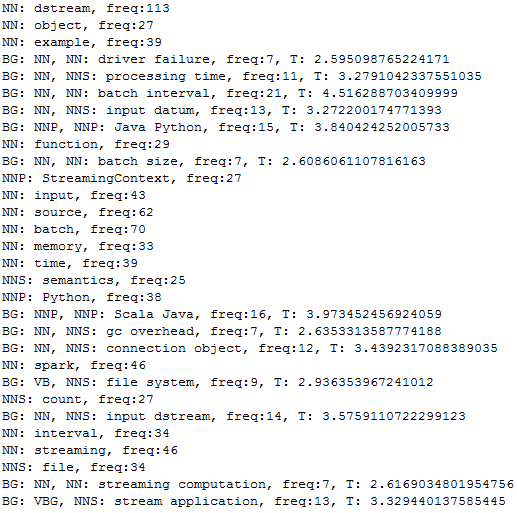 NN: dstream, freq:113
NN: object, freq:27
NN: example, freq:39
BG: NN, NN: driver failure, freq:7, T: 2.595098765224171
BG: NN, NNS: processing time, freq:11, T: 3.2791042337551035
BG: NN, NN: batch interval, freq:21, T: 4.516288703409999
BG: NN, NNS: input datum, freq:13, T: 3.272200174771393
BG: NNP, NNP: Java Python, freq:15, T: 3.840424252005733
NN: function, freq:29
BG: NN, NN: batch size, freq:7, T: 2.6086061107816163
NNP: StreamingContext, freq:27
NN: input, freq:43
NN: source, freq:62
NN: batch, freq:70
NN: memory, freq:33
NN: time, freq:39
NNS: semantics, freq:25
NNP: Python, freq:38
BG: NNP, NNP: Scala Java, freq:16, T: 3.973452456924059
BG: NN, NNS: gc overhead, freq:7, T: 2.6353313587774188
BG: NN, NNS: connection object, freq:12, T: 3.4392317088389035
NN: spark, freq:46
BG: VB, NNS: file system, freq:9, T: 2.936353967241012
NNS: count, freq:27
BG: NN, NNS: input dstream, freq:14, T: 3.5759110722299123
NN: interval, freq:34
NN: streaming, freq:46
NNS: file, freq:34
BG: NN, NN: streaming computation, freq:7, T: 2.6169034801954756
BG: VBG, NNS: stream application, freq:13, T: 3.329440137585445